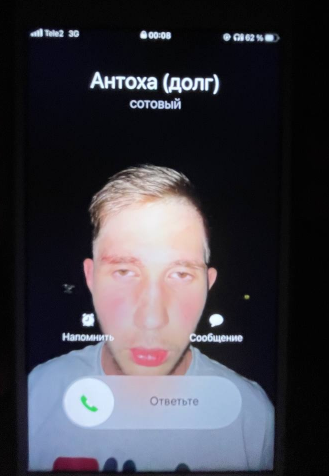 Tele2 3G 00:08 62 %
Антоха (долг)
сотовый
Напомнить Сообщение
Ответьте